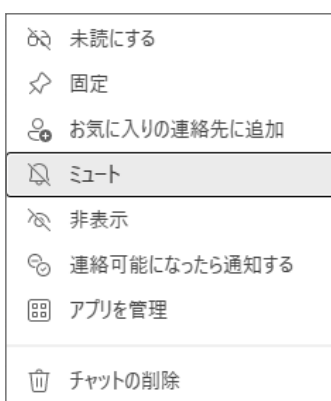 未読にする
固定
お気に入りの連絡先に追加
ミュート
非表示
連絡可能になったら通知する
アプリを管理
チャットの削除